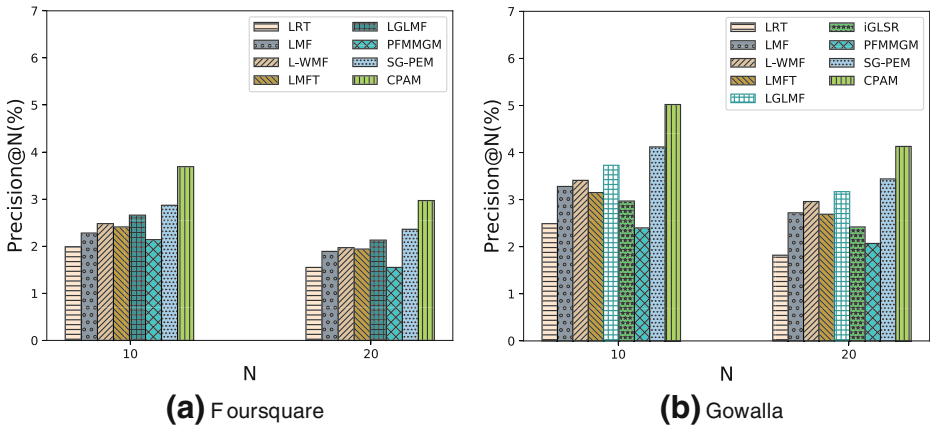 7
6
5
4
3
2
1
0
Precision@N(%)
LRT
LMF
L-WMF
LMFT
LGLMF
PFMMGM
SG-PEM
CPAM
10
20
N
(a) Foursquare
7
6
5
4
3
2
1
0
Precision@N(%)
LRT
LMF
L-WMF
LMFT
LGLMF
iGLSR
PFMMGM
SG-PEM
CPAM
10
20
N
(b) Gowalla